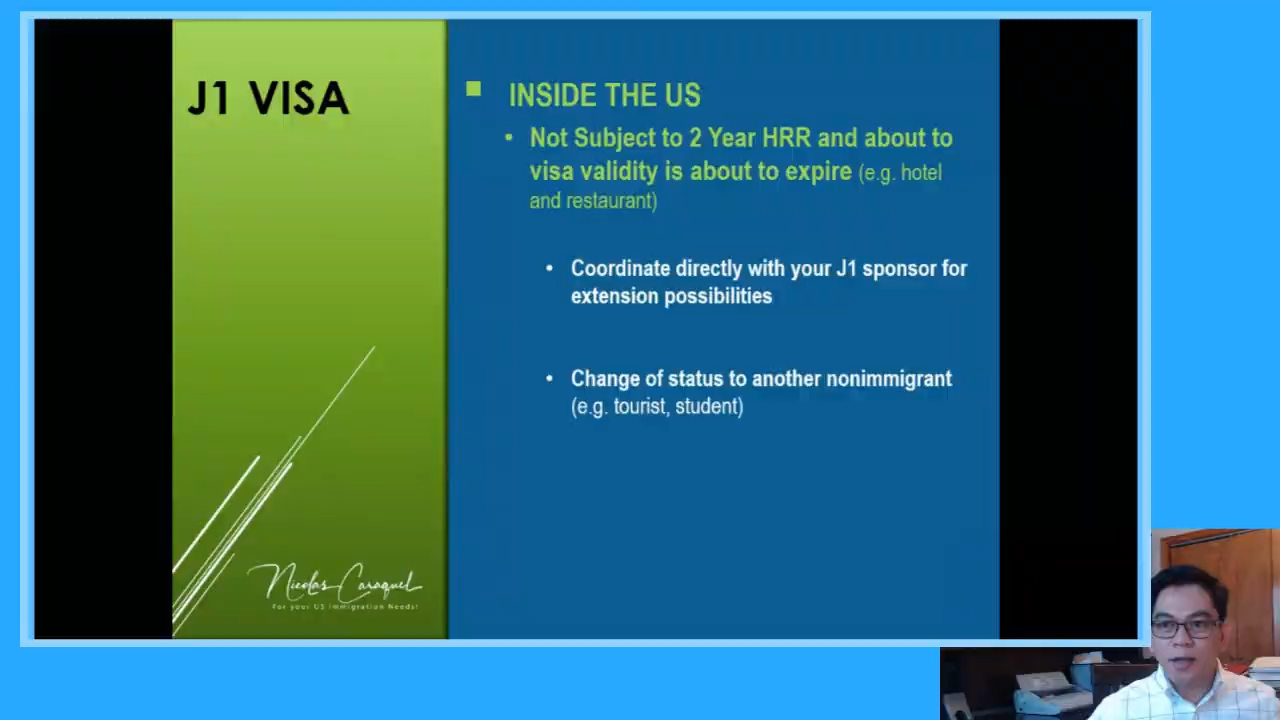 J1 VISA
INSIDE THE US
Not Subject to 2 Year HRR and about to
visa validity is about to expire (e.g. hotel
and restaurant)
Coordinate directly with your J1 sponsor for
extension possibilities
Change of status to another nonimmigrant
(e.g. tourist, student)
Nicolas Caraquel
For your US Immigration Needs!